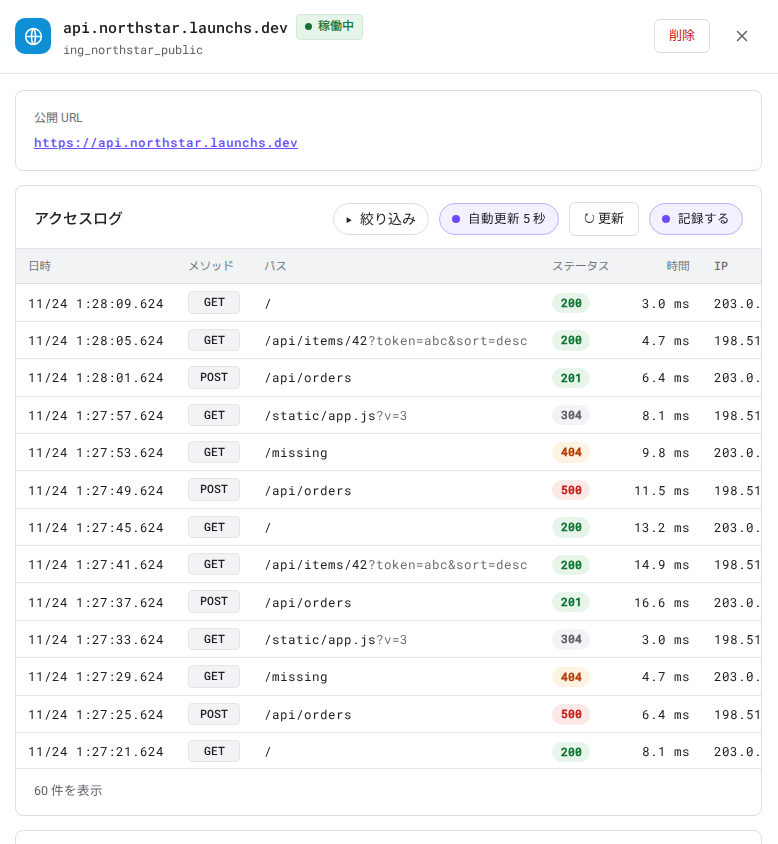 api.northstar.launchs.dev 稼働中
ing_northstar_public
削除
公開 URL
https://api.northstar.launchs.dev
アクセスログ
絞り込み
自動更新 5 秒
更新
記録する
日時 メソッド パス ステータス 時間 IP
11/24 1:28:09.624 GET / 200 3.0 ms 203.0.
11/24 1:28:05.624 GET /api/items/42?token=abc&sort=desc 200 4.7 ms 198.51
11/24 1:28:01.624 POST /api/orders 201 6.4 ms 203.0.
11/24 1:27:57.624 GET /static/app.js?v=3 304 8.1 ms 198.51
11/24 1:27:53.624 GET /missing 404 9.8 ms 203.0.
11/24 1:27:49.624 POST /api/orders 500 11.5 ms 198.51
11/24 1:27:45.624 GET / 200 13.2 ms 203.0.
11/24 1:27:41.624 GET /api/items/42?token=abc&sort=desc 200 14.9 ms 198.51
11/24 1:27:37.624 POST /api/orders 201 16.6 ms 203.0.
11/24 1:27:33.624 GET /static/app.js?v=3 304 3.0 ms 198.51
11/24 1:27:29.624 GET /missing 404 4.7 ms 203.0.
11/24 1:27:25.624 POST /api/orders 500 6.4 ms 198.51
11/24 1:27:21.624 GET / 200 8.1 ms 203.0.
60 件を表示